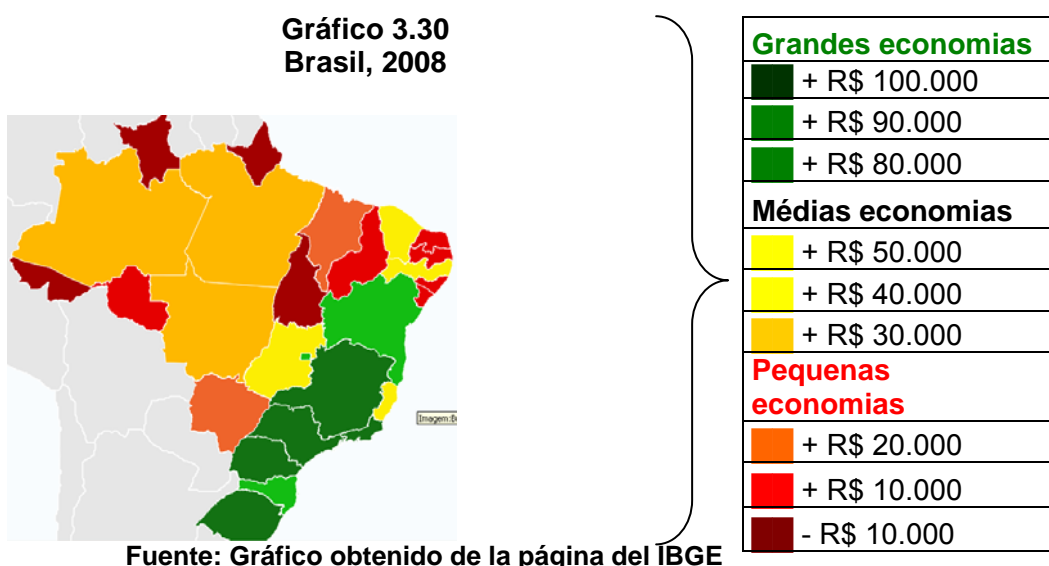 Gráfico 3.30
Brasil, 2008
Grandes economias
+ R$ 100.000
+ R$ 90.000
+ R$ 80.000
Médias economias
+ R$ 50.000
+ R$ 40.000
+ R$ 30.000
Pequenas
economias
+ R$ 20.000
+ R$ 10.000
- R$ 10.000
Fuente: Gráfico obtenido de la página del IBGE